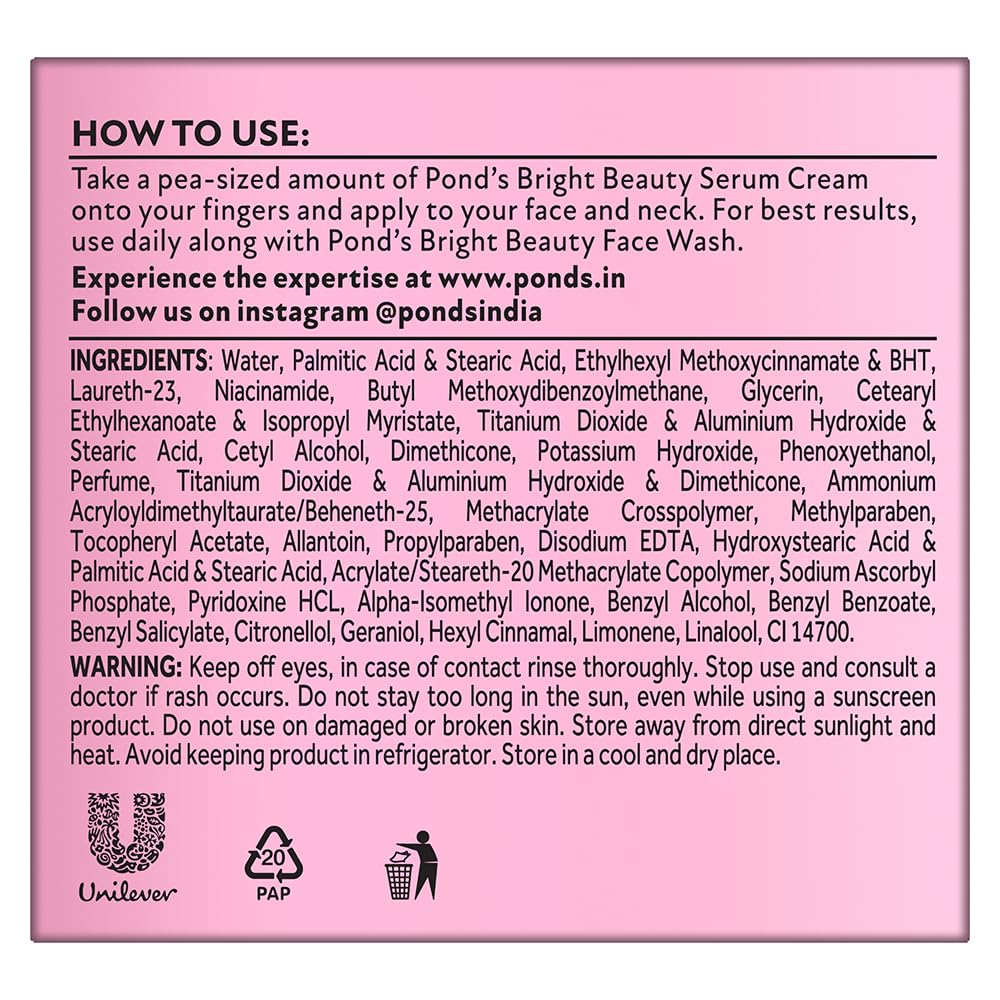 HOW TO USE:
Take a pea-sized amount of Pond's Bright Beauty Serum Cream
onto your fingers and apply to your face and neck. For best results,
use daily along with Pond's Bright Beauty Face Wash.
Experience the expertise at www.ponds.in
Follow us on instagram @pondsindia
INGREDIENTS: Water, Palmitic Acid & Stearic Acid, Ethylhexyl Methoxycinnamate & BHT,
Laureth-23, Niacinamide, Butyl Methoxydibenzoylmethane, Glycerin, Cetearyl
Ethylhexanoate & Isopropyl Myristate, Titanium Dioxide & Aluminium Hydroxide &
Stearic Acid, Cetyl Alcohol, Dimethicone, Potassium Hydroxide, Phenoxyethanol,
Perfume, Titanium Dioxide & Aluminium Hydroxide & Dimethicone, Ammonium
Acryloyldimethyltaurate/Beheneth-25, Methacrylate Crosspolymer, Methylparaben,
Tocopheryl Acetate, Allantoin, Propylparaben, Disodium EDTA, Hydroxystearic Acid &
Palmitic Acid & Stearic Acid, Acrylate/Steareth-20 Methacrylate Copolymer, Sodium Ascorbyl
Phosphate, Pyridoxine HCL, Alpha-Isomethyl Ionone, Benzyl Alcohol, Benzyl Benzoate,
Benzyl Salicylate, Citronellol, Geraniol, Hexyl Cinnamal, Limonene, Linalool, CI 14700.
WARNING: Keep off eyes, in case of contact rinse thoroughly. Stop use and consult a
doctor if rash occurs. Do not stay too long in the sun, even while using a sunscreen
product. Do not use on damaged or broken skin. Store away from direct sunlight and
heat. Avoid keeping product in refrigerator. Store in a cool and dry place.
Unilever
20
PAP